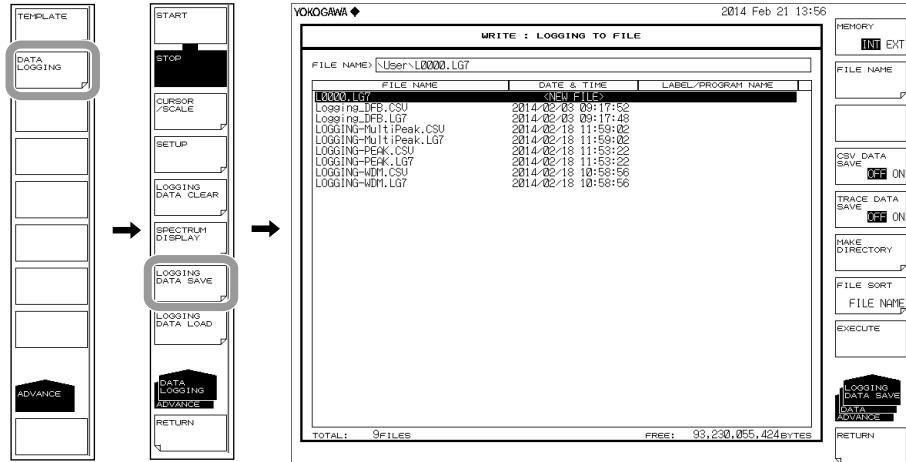 TEMPLATE
DATA
LOGGING
ADVANCE
START
STOP
CURSOR
/SCALE
SETUP
LOGGING
DATA CLEAR
SPECTRUM
DISPLAY
LOGGING
DATA SAVE
LOGGING
DATA LOAD
DATA
LOGGING
ADVANCE
RETURN
YOKOGAWA 2014 Feb 21 13:56
WRITE : LOGGING TO FILE
FILE NAME> \User\L0000.LG7
FILE NAME DATE & TIME LABEL/PROGRAM NAME
L0000.LG7 <NEW FILE>
Logging_DFB.CSV 2014/02/03 09:17:52
Logging_DFB.LG7 2014/02/03 09:17:48
LOGGING-MultiPeak.CSV 2014/02/18 11:59:02
LOGGING-MultiPeak.LG7 2014/02/18 11:59:02
LOGGING-PEAK.CSV 2014/02/18 11:53:22
LOGGING-PEAK.LG7 2014/02/18 11:53:22
LOGGING-WDM.CSV 2014/02/18 10:58:56
LOGGING-WDM.LG7 2014/02/18 10:58:56
TOTAL: 9FILES FREE: 93,230,055,424 BYTES
MEMORY
INT EXT
FILE NAME
CSV DATA
SAVE
OFF ON
TRACE DATA
SAVE
OFF ON
MAKE
DIRECTORY
FILE SORT
FILE NAME
EXECUTE
LOGGING
DATA SAVE
DATA
ADVANCE
RETURN